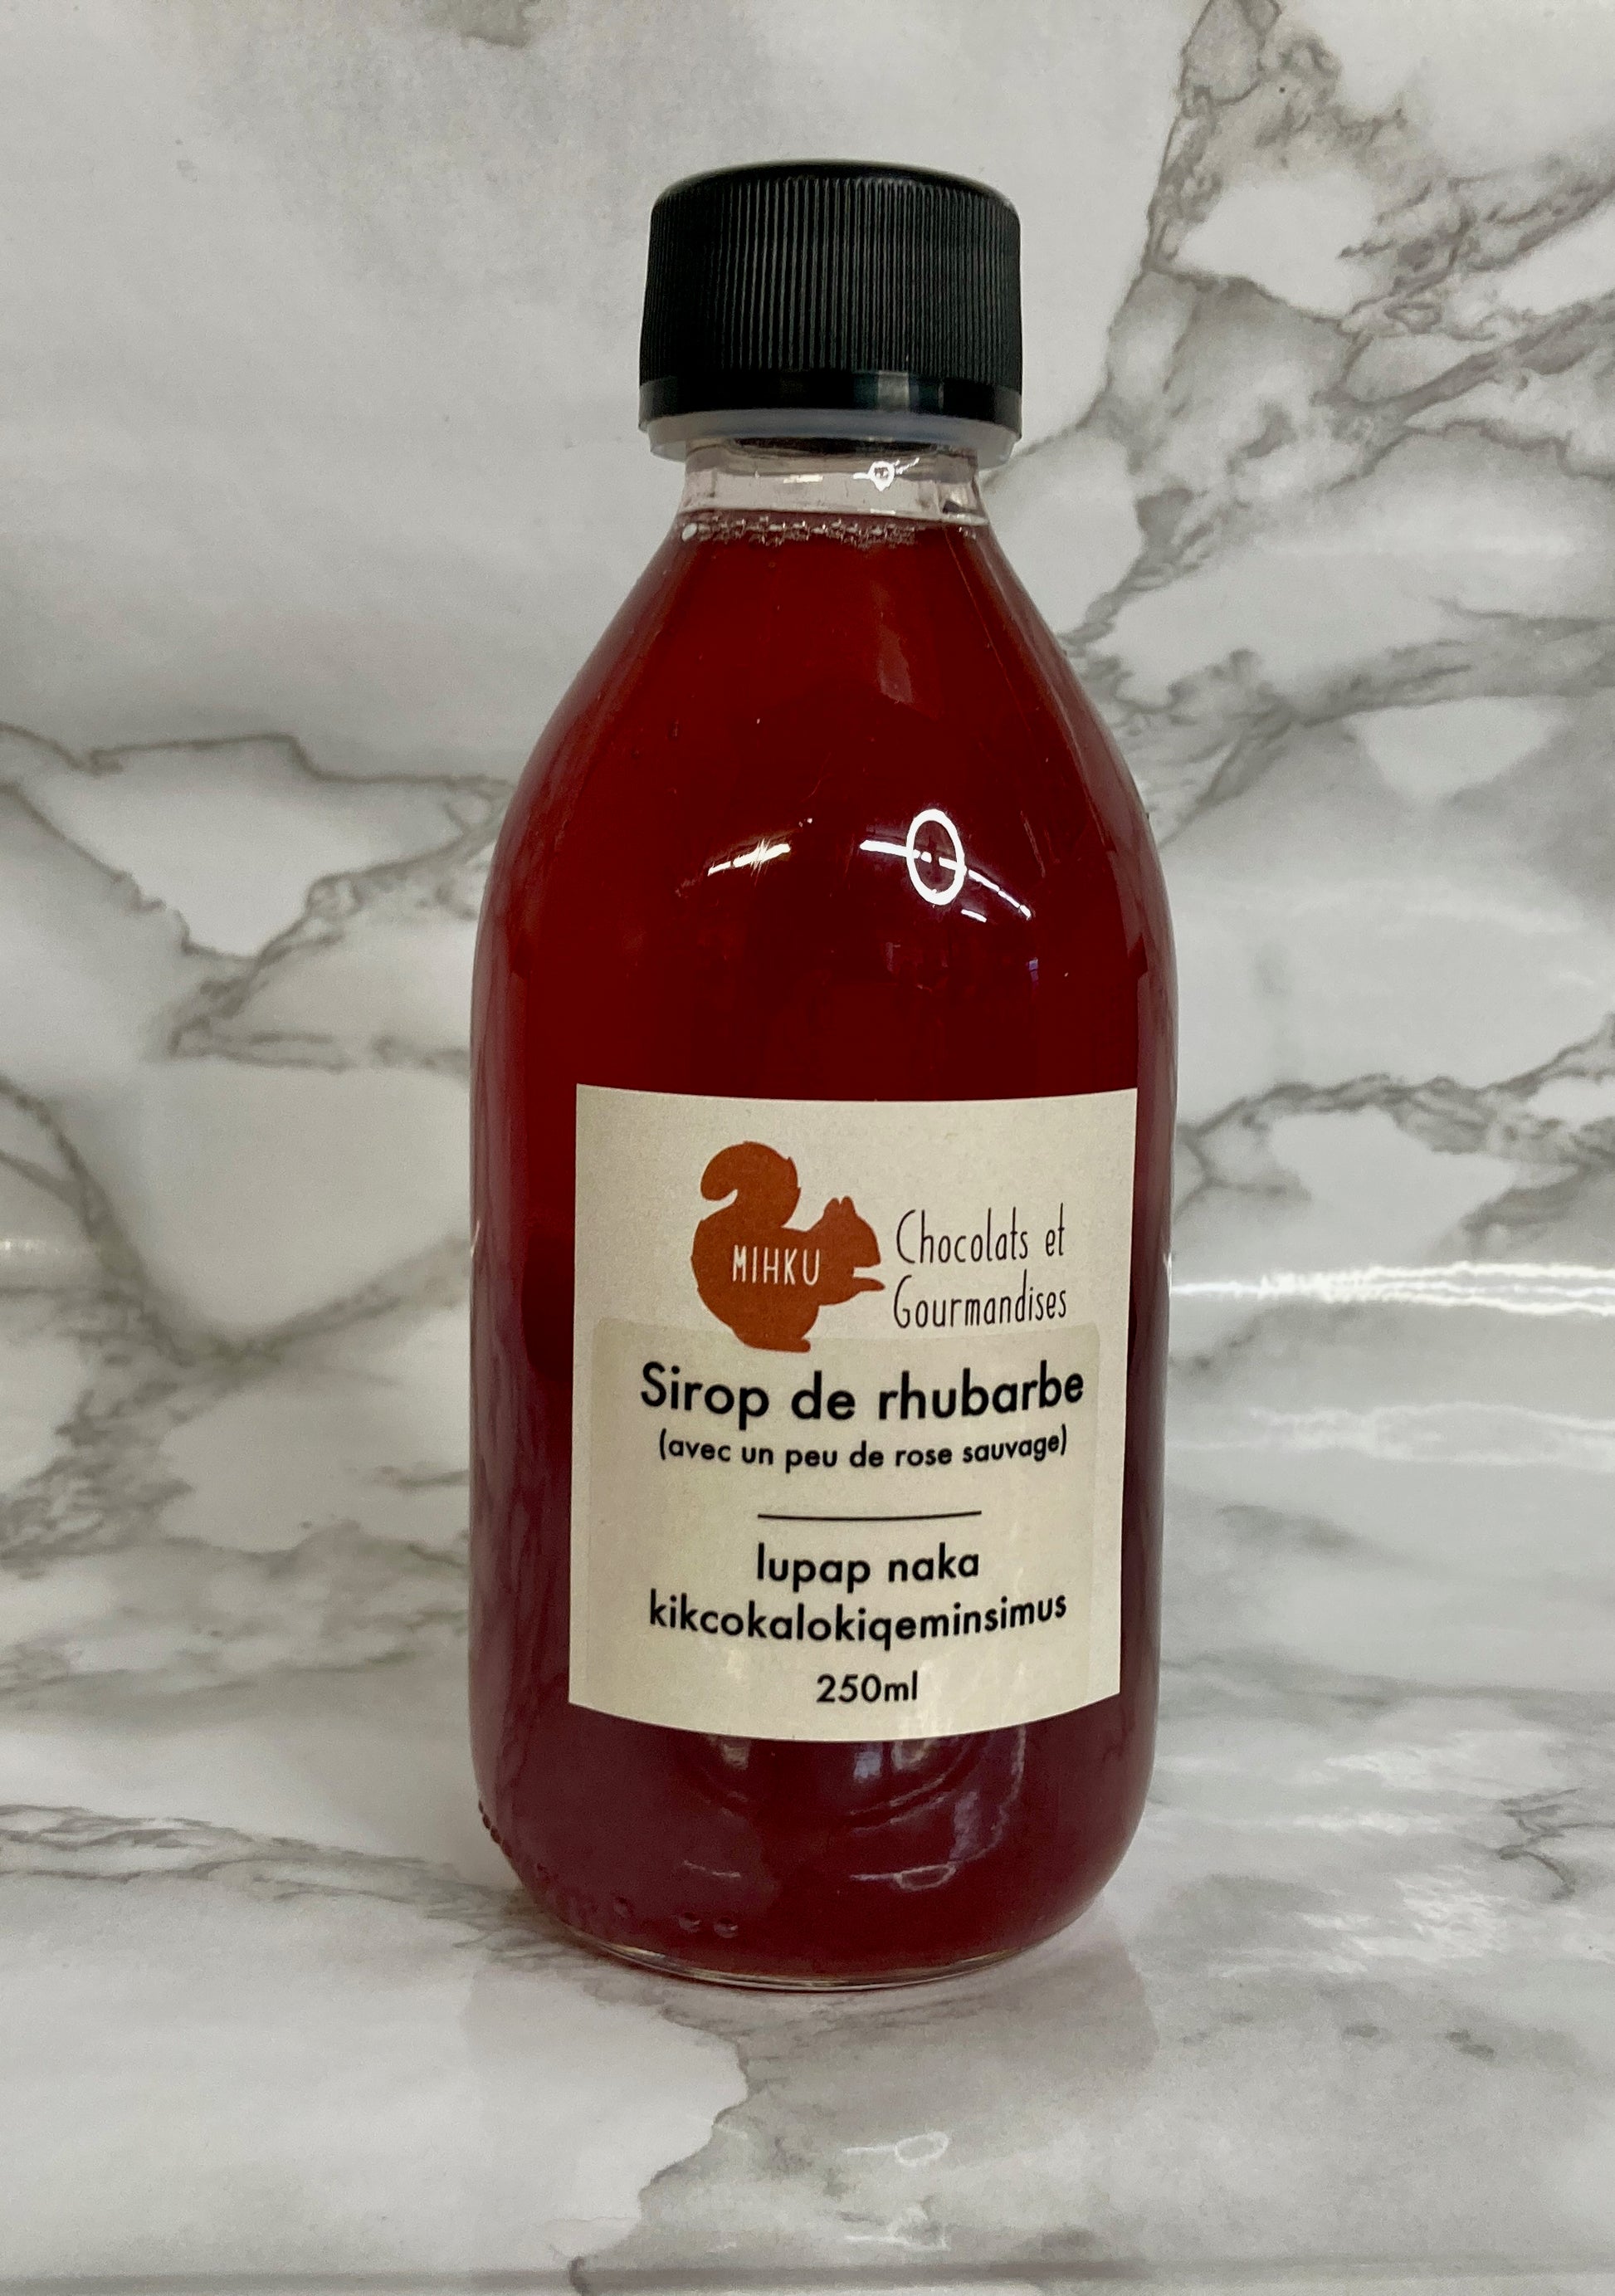 MIHKU
Chocolats et
Gourmandises
Sirop de rhubarbe
(avec un peu de rose sauvage)
lupap naka
kikcokalokiqeminsimus
250ml